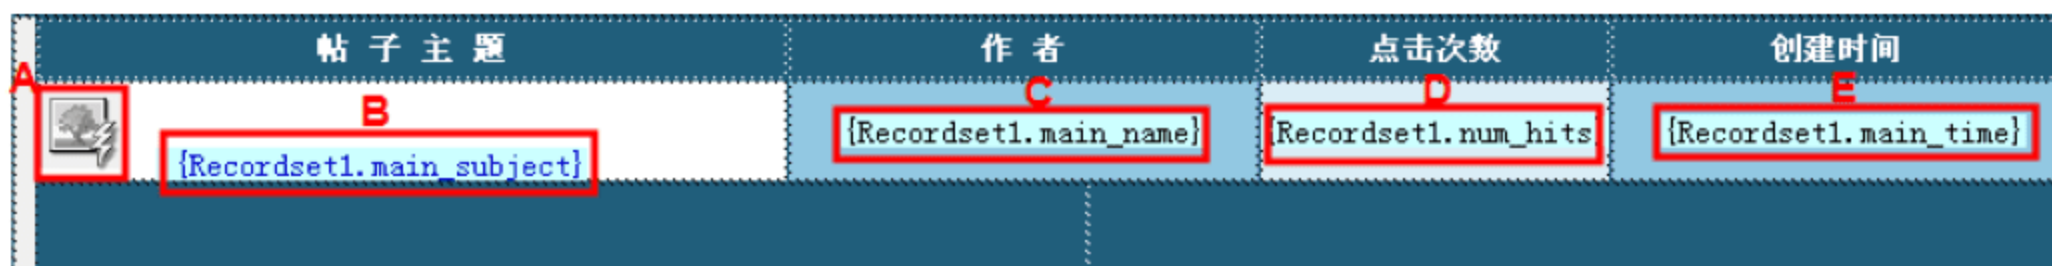 帖 子 主 题 作 者 点击次数 创建时间
A B C D E
{Recordset1.main_subject} {Recordset1.main_name} {Recordset1.num_hits} {Recordset1.main_time}